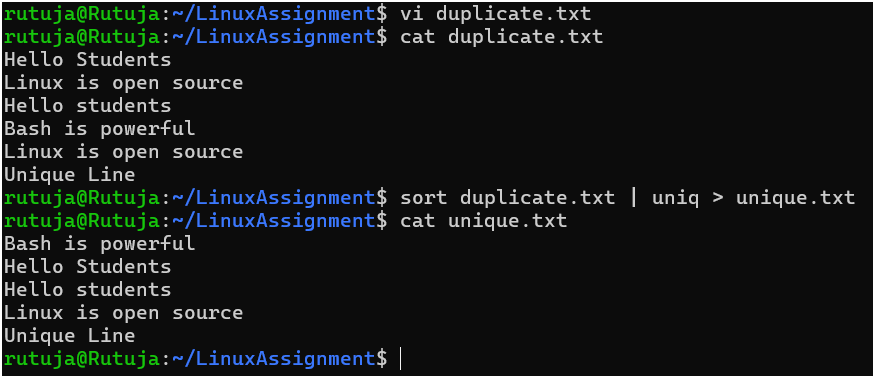 rutuja@Rutuja:~/LinuxAssignment$ vi duplicate.txt
rutuja@Rutuja:~/LinuxAssignment$ cat duplicate.txt
Hello Students
Linux is open source
Hello students
Bash is powerful
Linux is open source
Unique Line
rutuja@Rutuja:~/LinuxAssignment$ sort duplicate.txt | uniq > unique.txt
rutuja@Rutuja:~/LinuxAssignment$ cat unique.txt
Bash is powerful
Hello Students
Hello students
Linux is open source
Unique Line
rutuja@Rutuja:~/LinuxAssignment$